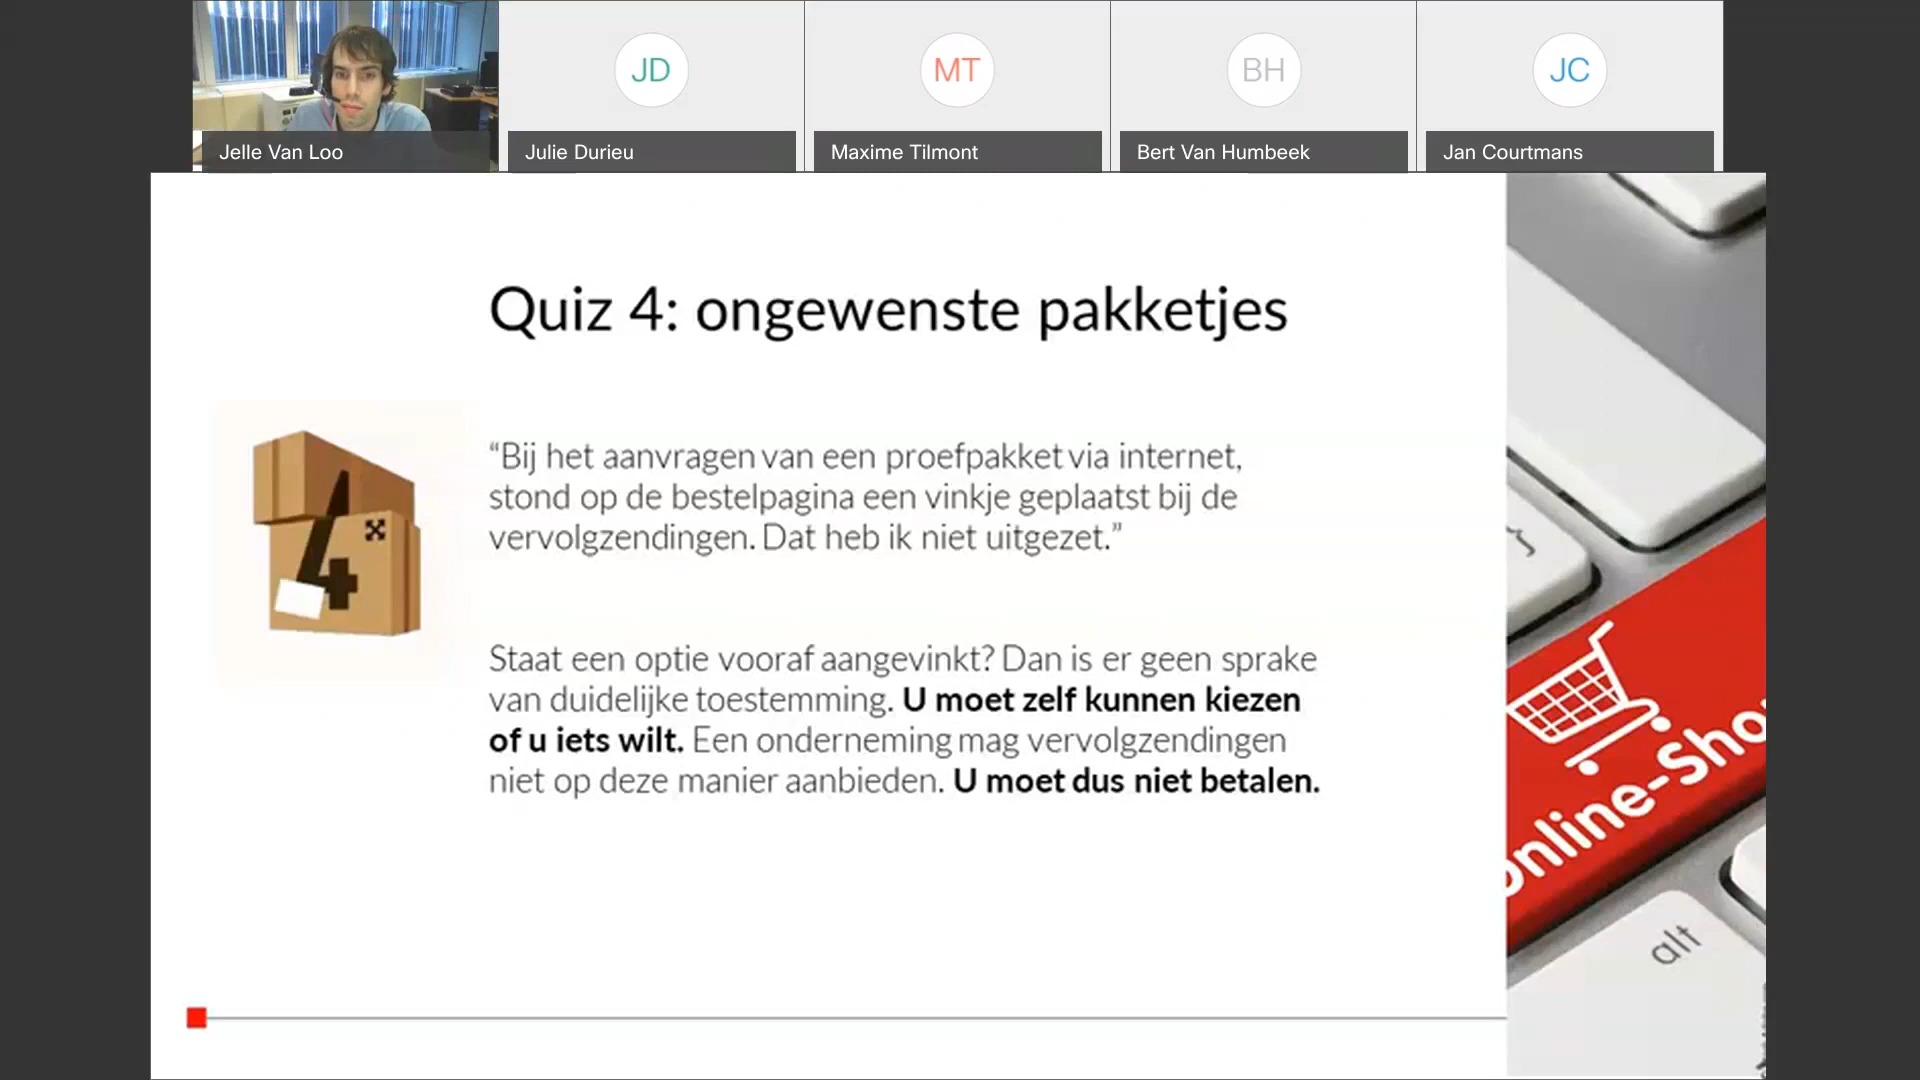 JD
MT
BH
JC
Jelle Van Loo
Julie Durieu
Maxime Tilmont
Bert Van Humbeek
Jan Courtmans
Quiz 4: ongewenste pakketjes
4
“Bij het aanvragen van een proefpakket via internet,
stond op de bestelpagina een vinkje geplaatst bij de
vervolgzendingen. Dat heb ik niet uitgezet.”
Staat een optie vooraf aangevinkt? Dan is er geen sprake
van duidelijke toestemming. U moet zelf kunnen kiezen
of u iets wilt. Een onderneming mag vervolgzendingen
niet op deze manier aanbieden. U moet dus niet betalen.
Online-Sho
alt